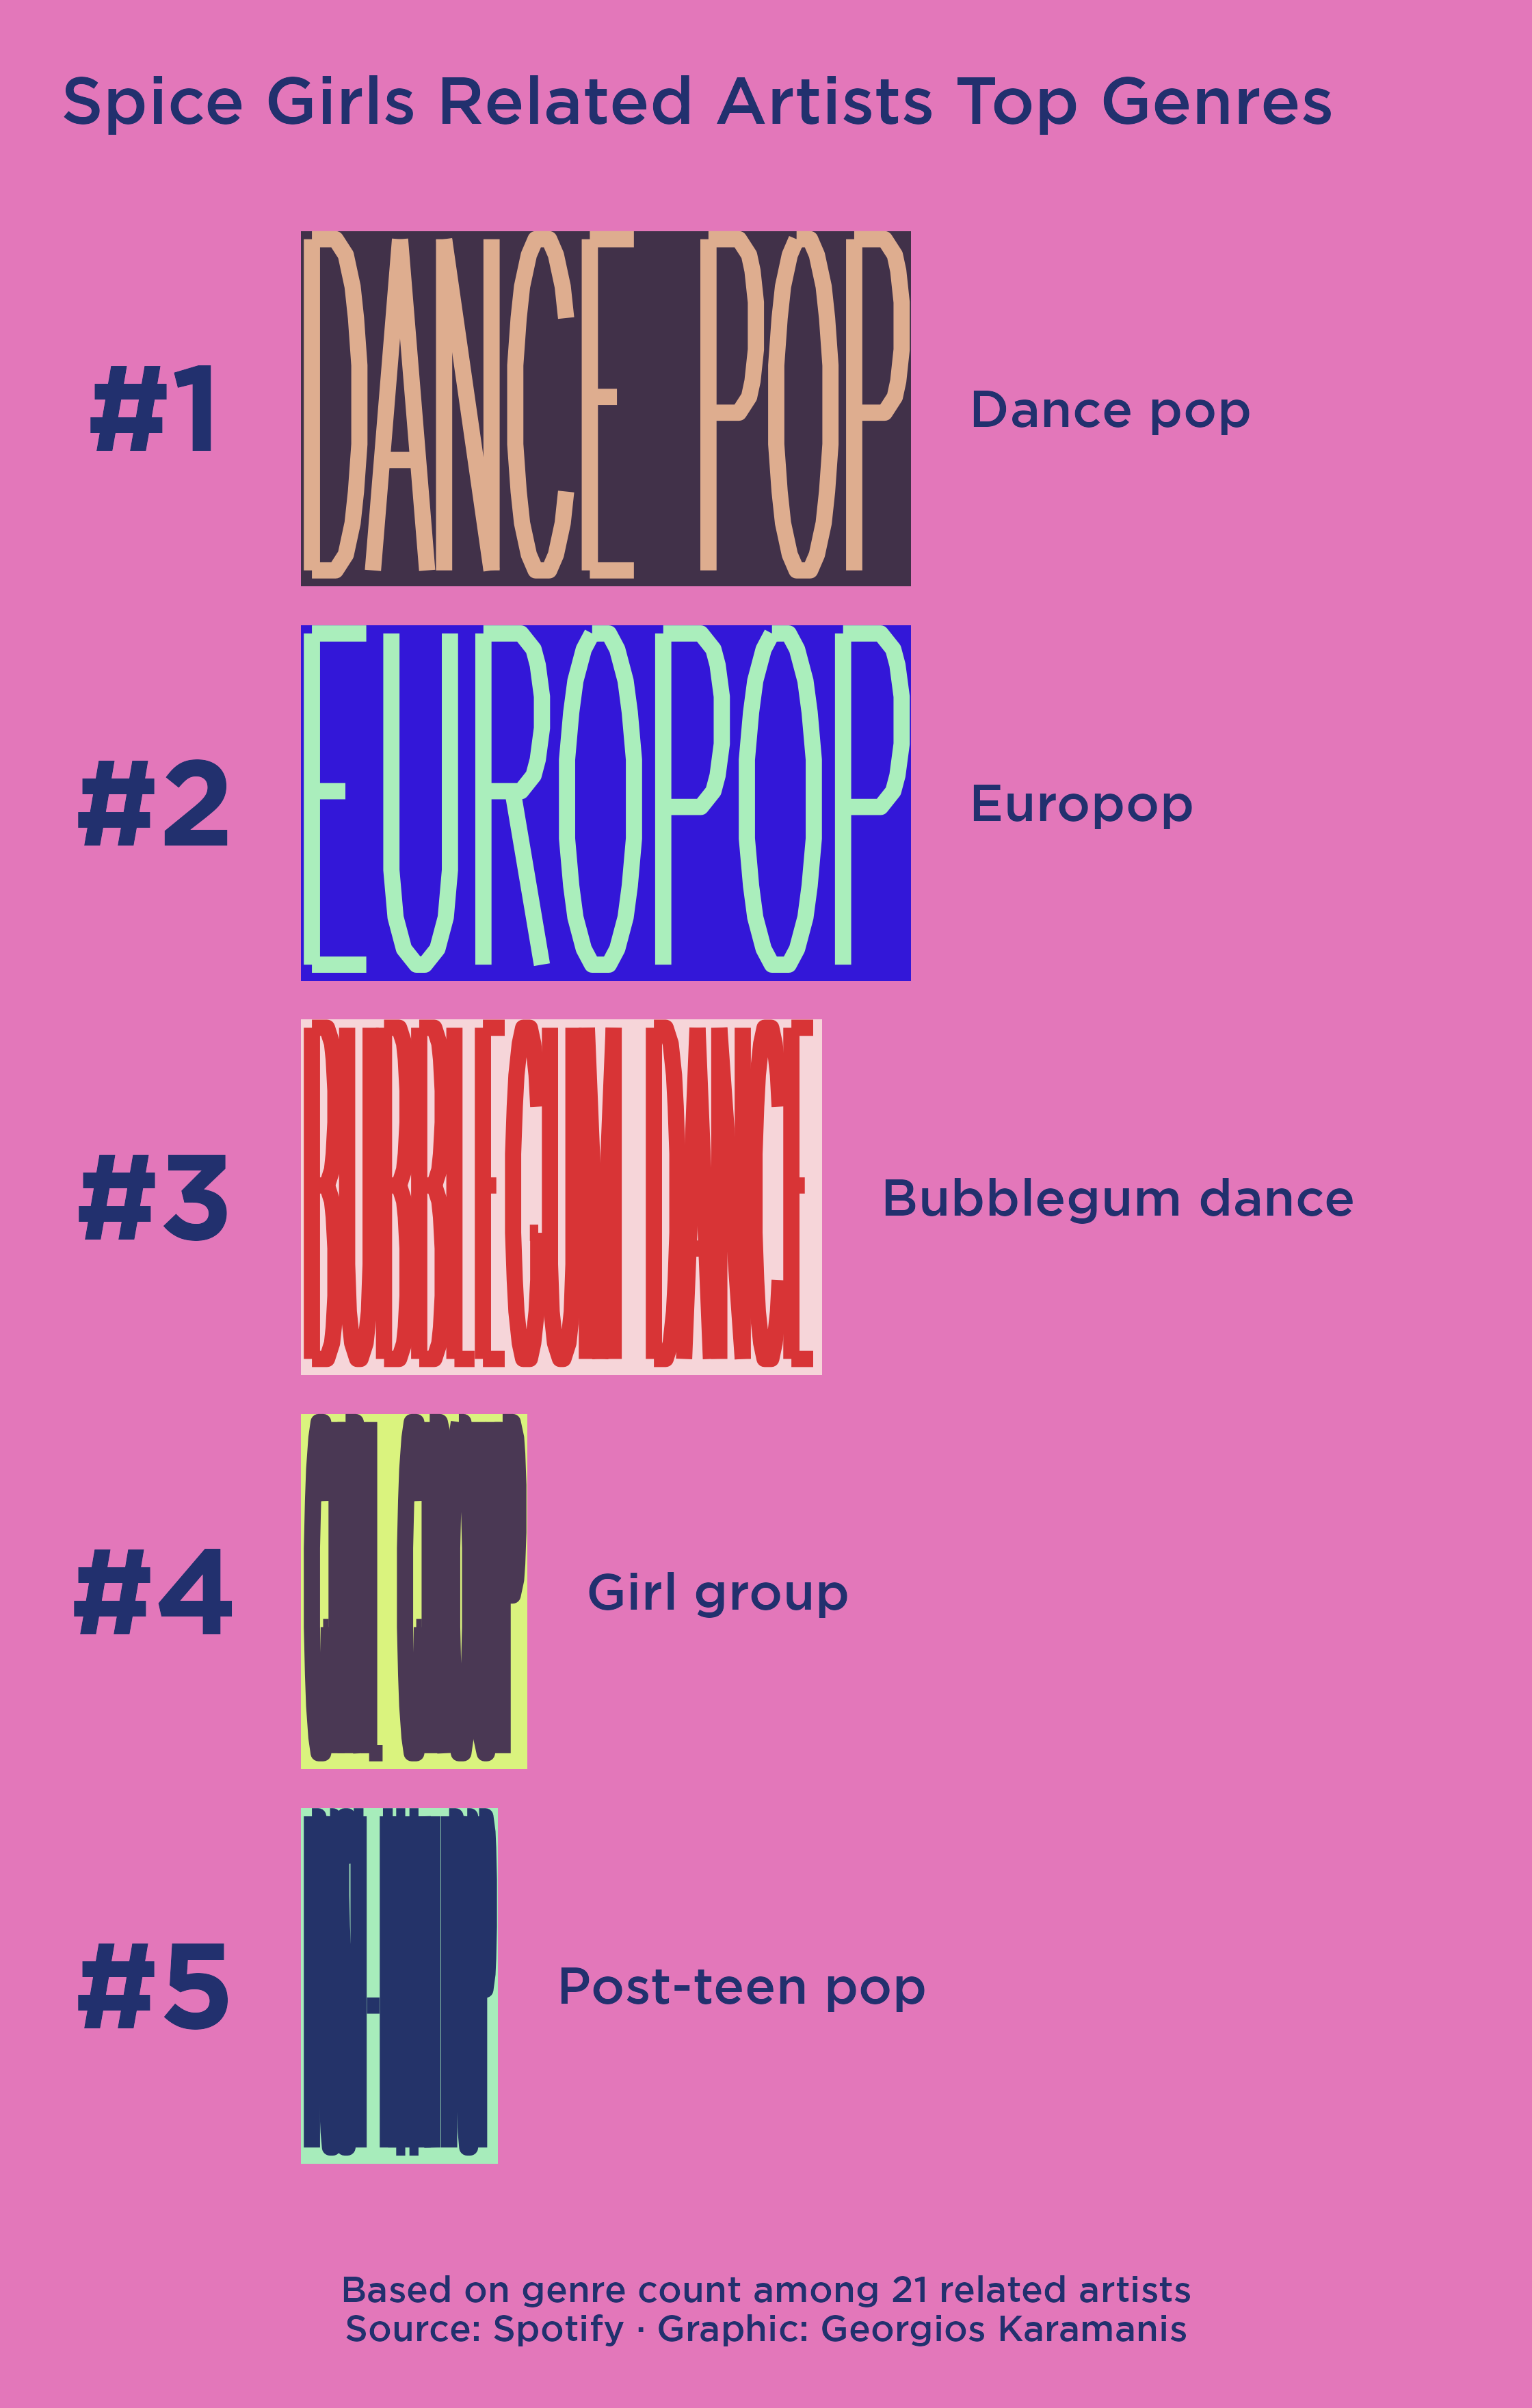 Spice Girls Related Artists Top Genres
#1
DANCE POP
Dance pop
#2
EUROPOP
Europop
#3
BUBBLEGUM DANCE
Bubblegum dance
#4
Girl group
#5
Post-teen pop
Based on genre count among 21 related artists
Source: Spotify · Graphic: Georgios Karamanis